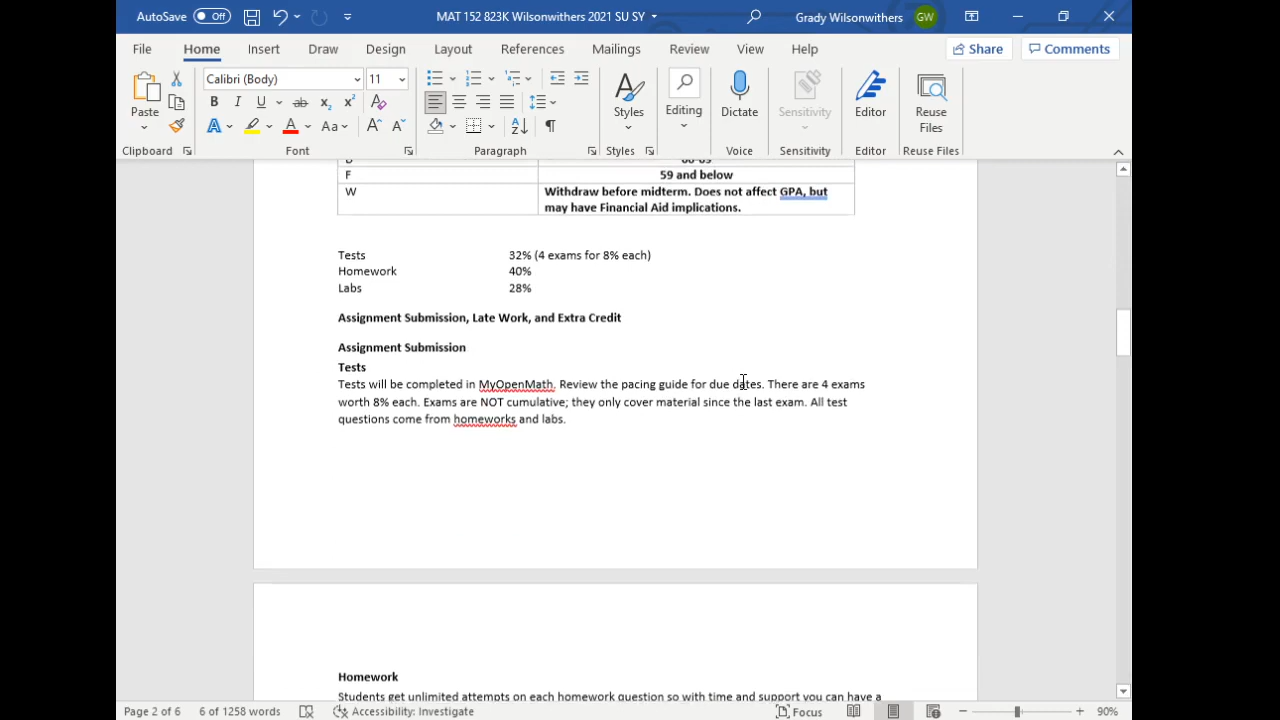 AutoSave Off MAT 152 823K Wilsonwithers 2021 SU SY Grady Wilsonwithers GW
File Home Insert Draw Design Layout References Mailings Review View Help Share Comments
Calibri (Body) 11
Paste Styles Editing Dictate Sensitivity Editor Reuse Files
Clipboard Font Paragraph Styles Voice Sensitivity Editor Reuse Files
F 59 and below
W Withdraw before midterm. Does not affect GPA, but
may have Financial Aid implications.
Tests 32% (4 exams for 8% each)
Homework 40%
Labs 28%
Assignment Submission, Late Work, and Extra Credit
Assignment Submission
Tests
Tests will be completed in MyOpenMath. Review the pacing guide for due dates. There are 4 exams
worth 8% each. Exams are NOT cumulative; they only cover material since the last exam. All test
questions come from homeworks and labs.
Homework
Students get unlimited attempts on each homework question so with time and support you can have a
Page 2 of 6 6 of 1258 words Accessibility: Investigate Focus 90%